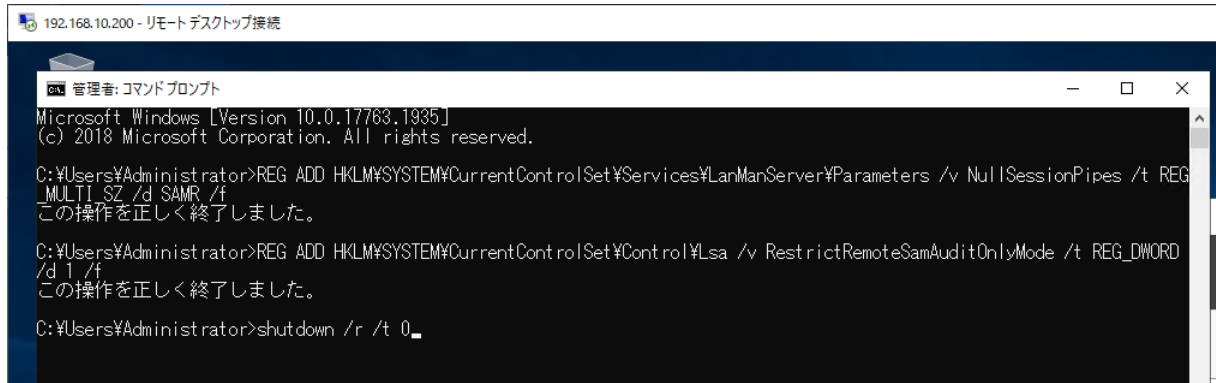 192.168.10.200 - リモート デスクトップ接続
管理者: コマンド プロンプト
Microsoft Windows [Version 10.0.17763.1935]
(c) 2018 Microsoft Corporation. All rights reserved.
C:¥Users¥Administrator>REG ADD HKLM¥SYSTEM¥CurrentControlSet¥Services¥LanManServer¥Parameters /v NullSessionPipes /t REG
_MULTI_SZ /d SAMR /f
この操作を正しく終了しました。
C:¥Users¥Administrator>REG ADD HKLM¥SYSTEM¥CurrentControlSet¥Control¥Lsa /v RestrictRemoteSamAuditOnlyMode /t REG_DWORD
/d 1 /f
この操作を正しく終了しました。
C:¥Users¥Administrator>shutdown /r /t 0